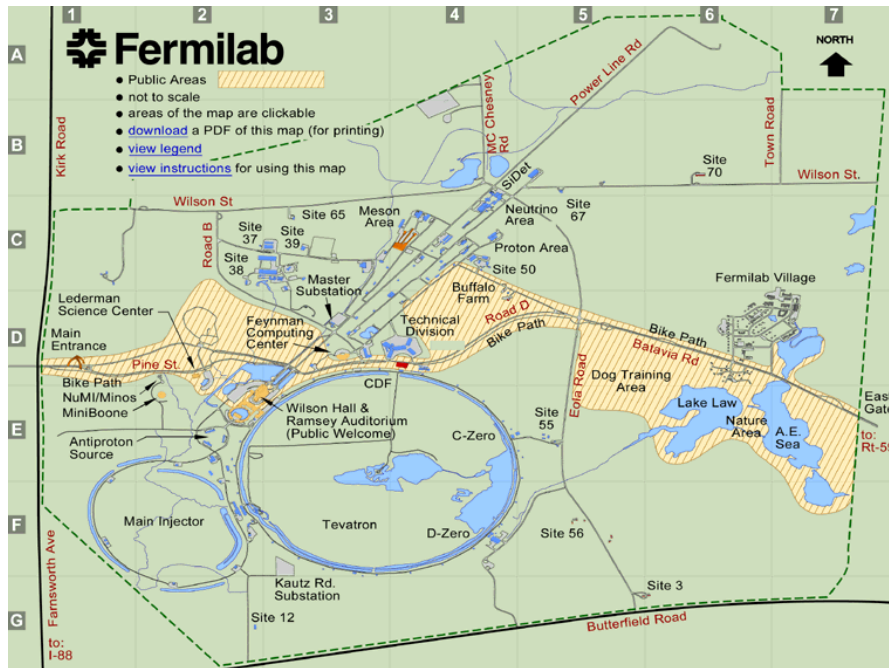 1 2 3 4 5 6 7
A
B
C
D
E
F
G
Fermilab
• Public Areas
• not to scale
• areas of the map are clickable
• download a PDF of this map (for printing)
• view legend
• view instructions for using this map
NORTH
Kirk Road
Power Line Rd
MC Chesney
Rd
Town Road
SiDet
Site
70
Wilson St.
Wilson St
Site 65
Meson
Area
Neutrino
Area
Site
67
Road B
Site
37
Site
39
Site
38
Proton Area
Site 50
Master
Substation
Buffalo
Farm
Fermilab Village
Lederman
Science Center
Feynman
Computing
Center
Technical
Division
Road D
Bike Path
Main
Entrance
Pine St.
Bike Path
Batavia Rd
Dog Training
Area
Bike Path
NuMI/Minos
MiniBoone
CDF
Eola Road
Lake Law
East
Gate
Wilson Hall &
Ramsey Auditorium
(Public Welcome)
Site
55
Nature
Area
A.E.
Sea
Antiproton
Source
C-Zero
to:
Rt-59
Main Injector
Tevatron
D-Zero
Site 56
Farnsworth Ave
Kautz Rd.
Substation
Site 3
Site 12
Butterfield Road
to:
I-88